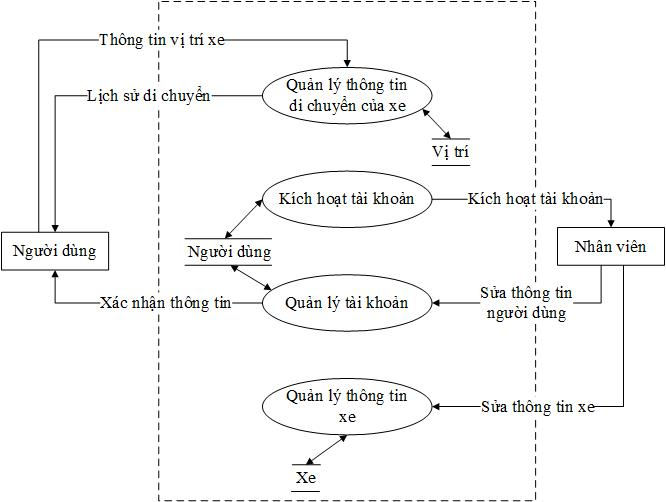 Thông tin vị trí xe
Quản lý thông tin
di chuyển của xe
Lịch sử di chuyển
Vị trí
Kích hoạt tài khoản
Kích hoạt tài khoản
Người dùng
Người dùng
Nhân viên
Xác nhận thông tin
Quản lý tài khoản
Sửa thông tin
người dùng
Quản lý thông tin
xe
Sửa thông tin xe
Xe